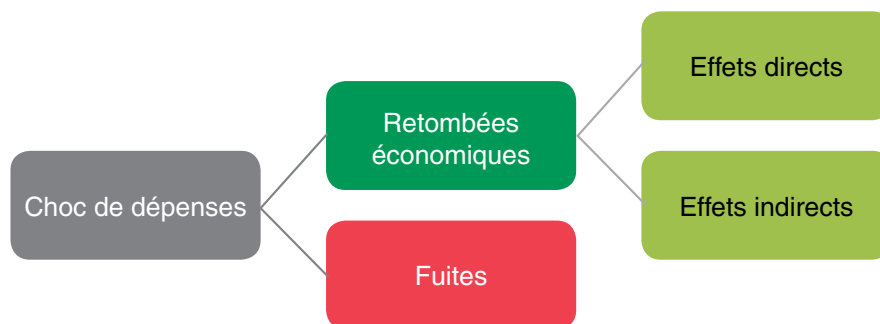 Choc de dépenses
Retombées
économiques
Fuites
Effets directs
Effets indirects